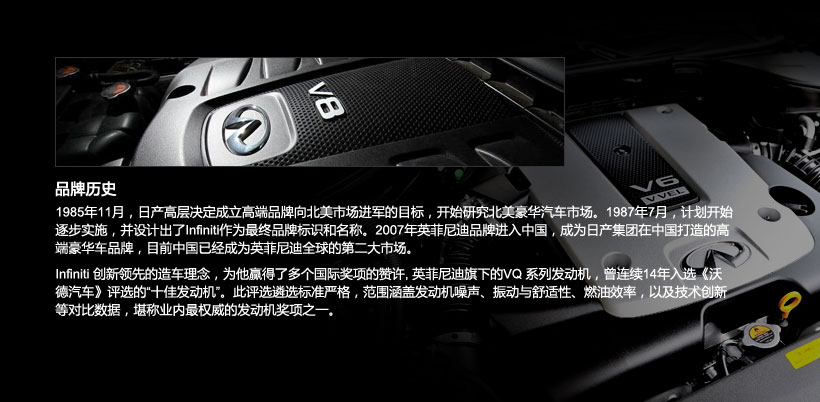 V8
V6
VVEL
品牌历史
1985年11月，日产高层决定成立高端品牌向北美市场进军的目标，开始研究北美豪华汽车市场。1987年7月，计划开始
逐步实施，并设计出了Infiniti作为最终品牌标识和名称。2007年英菲尼迪品牌进入中国，成为日产集团在中国打造的高
端豪华车品牌，目前中国已经成为英菲尼迪全球的第二大市场。
Infiniti 创新领先的造车理念，为他赢得了多个国际奖项的赞许, 英菲尼迪旗下的VQ 系列发动机，曾连续14年入选《沃
德汽车》评选的“十佳发动机”。此评选遴选标准严格，范围涵盖发动机噪声、振动与舒适性、燃油效率，以及技术创新
等对比数据，堪称业内最权威的发动机奖项之一。